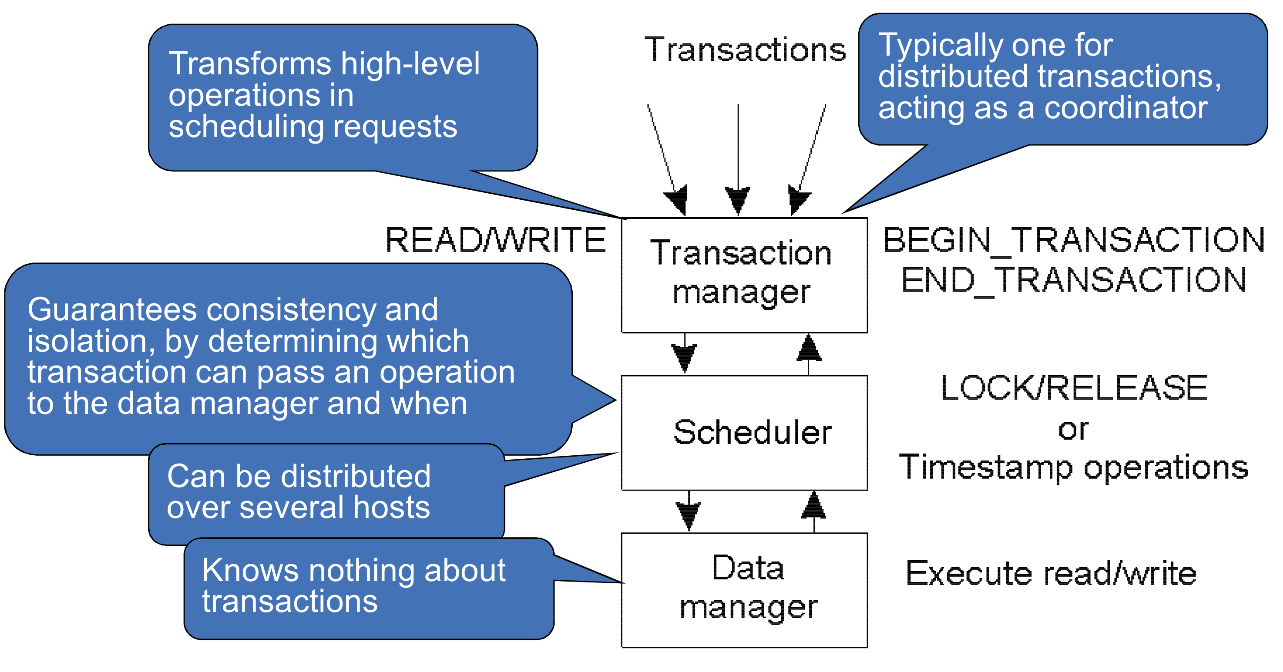 Transforms high-level
operations in
scheduling requests
Transactions
Typically one for
distributed transactions,
acting as a coordinator
READ/WRITE
Transaction
manager
BEGIN_TRANSACTION
END_TRANSACTION
Guarantees consistency and
isolation, by determining which
transaction can pass an operation
to the data manager and when
Scheduler
LOCK/RELEASE
or
Timestamp operations
Can be distributed
over several hosts
Knows nothing about
transactions
Data
manager
Execute read/write